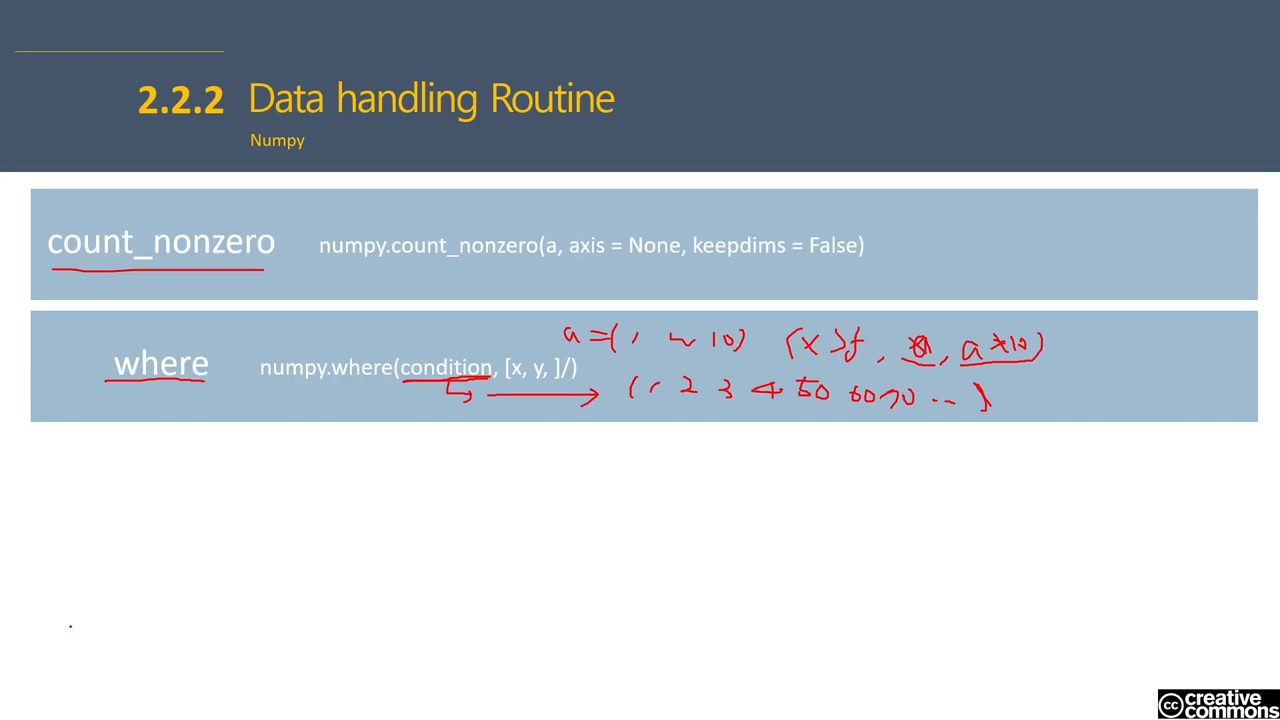 2.2.2 Data handling Routine
Numpy
count_nonzero numpy.count_nonzero(a, axis = None, keepdims = False)
a = (1 ~ 10)
where numpy.where(condition, [x, y, ]/)
(1, 2 3 4 50 60 70 ... )
cc creative commons